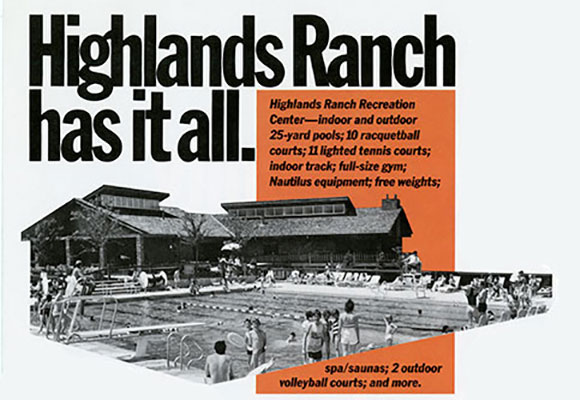 Highlands Ranch
has it all.
Highlands Ranch Recreation
Center—indoor and outdoor
25-yard pools; 10 racquetball
courts; 11 lighted tennis courts;
indoor track; full-size gym;
Nautilus equipment; free weights;
spa/saunas; 2 outdoor
volleyball courts; and more.